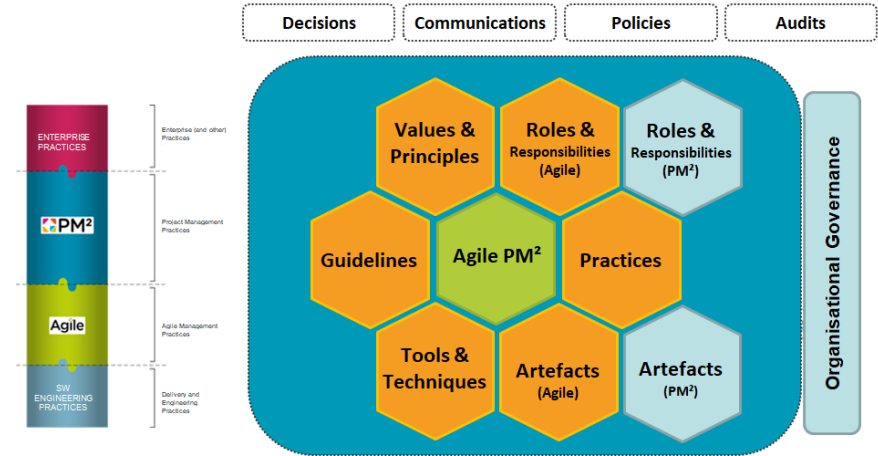 Decisions
Communications
Policies
Audits
ENTERPRISE
PRACTICES
Enterprise (and other)
Practices
PM²
Project Management
Practices
Agile
Agile Management
Practices
SW
ENGINEERING
PRACTICES
Delivery and
Engineering
Practices
Values &
Principles
Roles &
Responsibilities
(Agile)
Roles &
Responsibilities
(PM²)
Guidelines
Agile PM²
Practices
Tools &
Techniques
Artefacts
(Agile)
Artefacts
(PM²)
Organisational Governance